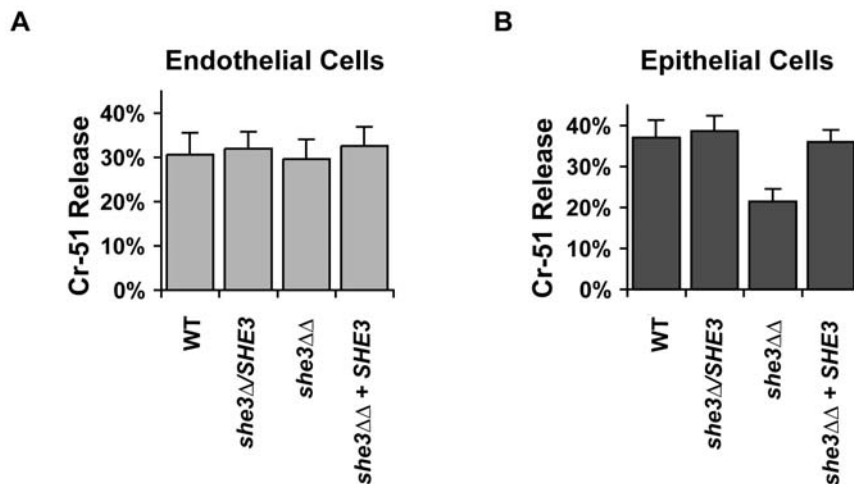 A
Endothelial Cells
Cr-51 Release
40%
30%
20%
10%
0%
WT
she3Δ/SHE3
she3ΔΔ
she3ΔΔ + SHE3
B
Epithelial Cells
Cr-51 Release
40%
30%
20%
10%
0%
WT
she3Δ/SHE3
she3ΔΔ
she3ΔΔ + SHE3